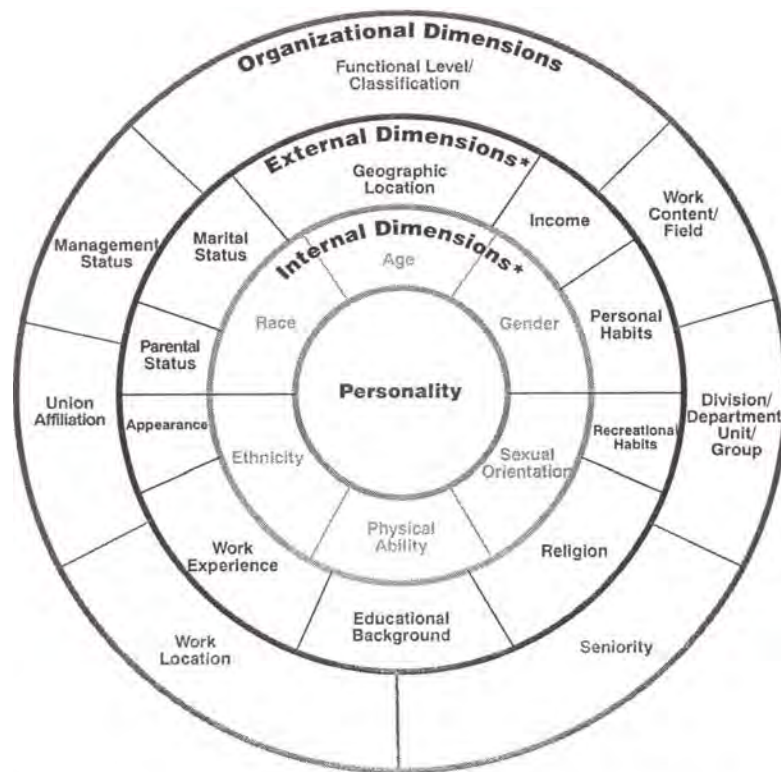 Organizational Dimensions
Functional Level/
Classification
External Dimensions*
Geographic
Location
Income
Work
Content/
Field
Management
Status
Marital
Status
Internal Dimensions*
Age
Race
Gender
Personal
Habits
Parental
Status
Personality
Union
Affiliation
Appearance
Recreational
Habits
Division/
Department
Unit/
Group
Ethnicity
Sexual
Orientation
Physical
Ability
Work
Experience
Religion
Educational
Background
Work
Location
Seniority